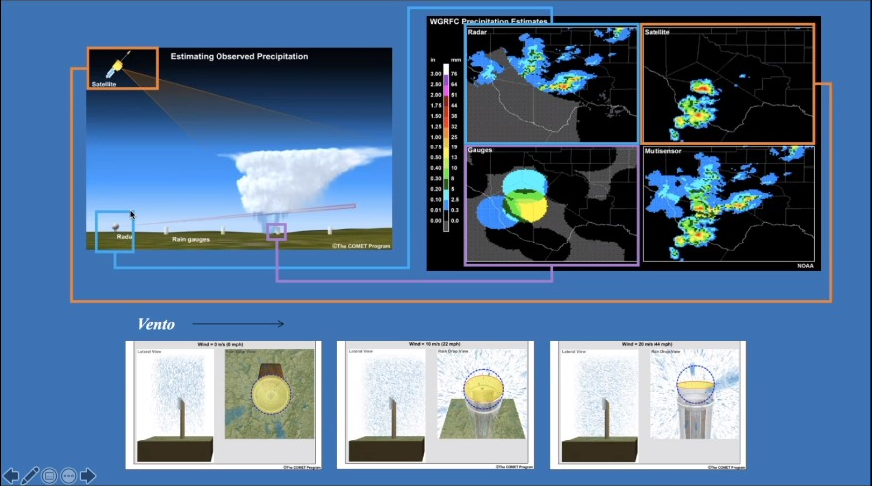 WGRFC Precipitation Estimates
Estimating Observed Precipitation
Satellite
Rada
Rain gauges
©The COMET Program
in mm
3.00 76
2.50 64
2.00 51
1.75 44
1.50 38
1.25 32
1.00 25
0.75 19
0.50 13
0.40 10
0.30 8
0.20 5
0.10 2.5
0.01 0.3
0.00 0.0
Radar
Satellite
Gauges
Mutisensor
NOAA
Vento
Wind = 0 m/s (0 mph)
Lateral View
Rain Drop View
©The COMET Program
Wind = 10 m/s (22 mph)
Lateral View
Rain Drop View
©The COMET Program
Wind = 20 m/s (44 mph)
Lateral View
Rain Drop View
©The COMET Program